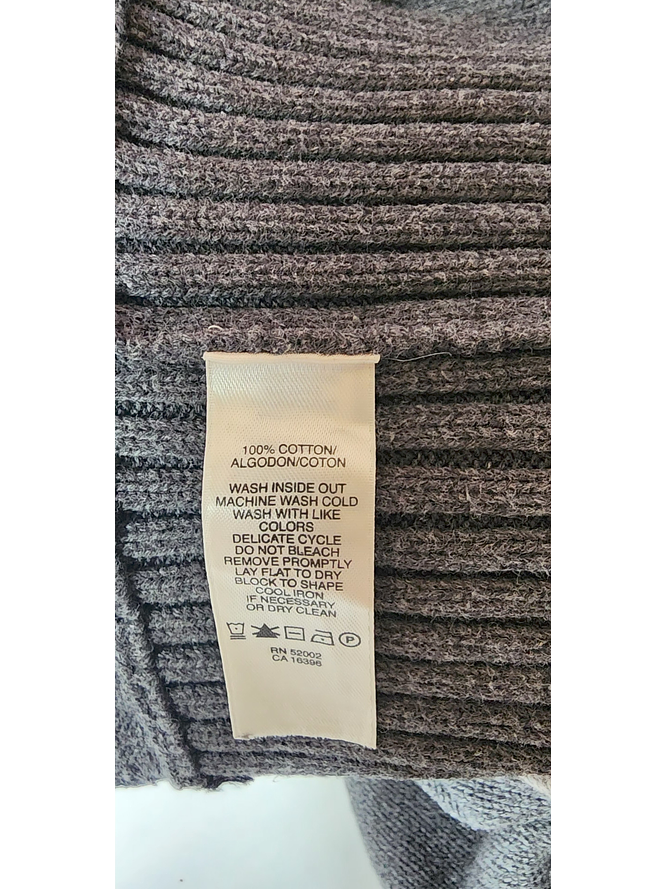 100% COTTON/
ALGODON/COTON
WASH INSIDE OUT
MACHINE WASH COLD
WASH WITH LIKE
COLORS
DELICATE CYCLE
DO NOT BLEACH
REMOVE PROMPTLY
LAY FLAT TO DRY
BLOCK TO SHAPE
COOL IRON
IF NECESSARY
OR DRY CLEAN
P
RN 52002
CA 16396